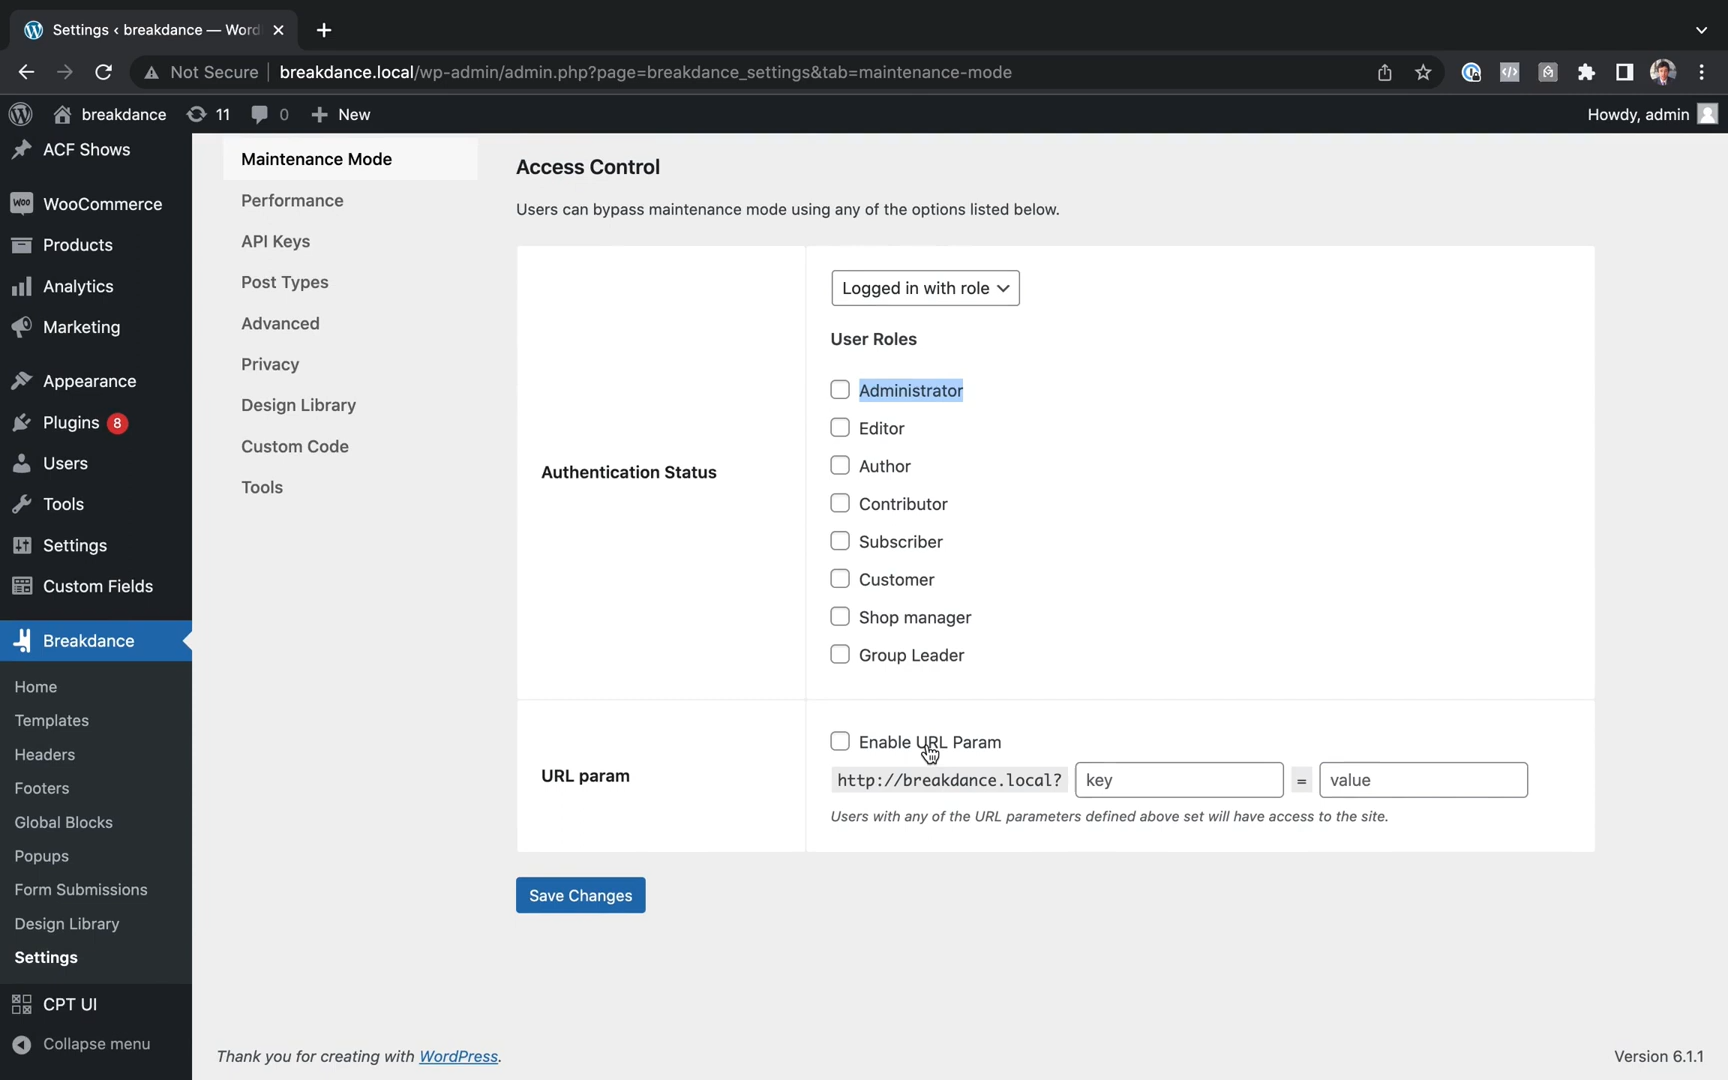 Settings ‹ breakdance — Word
Not Secure
breakdance.local/wp-admin/admin.php?page=breakdance_settings&tab=maintenance-mode
breakdance
11
0
New
Howdy, admin
ACF Shows
WooCommerce
Products
Analytics
Marketing
Appearance
Plugins 8
Users
Tools
Settings
Custom Fields
Breakdance
Home
Templates
Headers
Footers
Global Blocks
Popups
Form Submissions
Design Library
Settings
CPT UI
Collapse menu
Maintenance Mode
Performance
API Keys
Post Types
Advanced
Privacy
Design Library
Custom Code
Tools
Access Control
Users can bypass maintenance mode using any of the options listed below.
Authentication Status
Logged in with role
User Roles
Administrator
Editor
Author
Contributor
Subscriber
Customer
Shop manager
Group Leader
URL param
Enable URL Param
http://breakdance.local? key = value
Users with any of the URL parameters defined above set will have access to the site.
Save Changes
Thank you for creating with WordPress.
Version 6.1.1